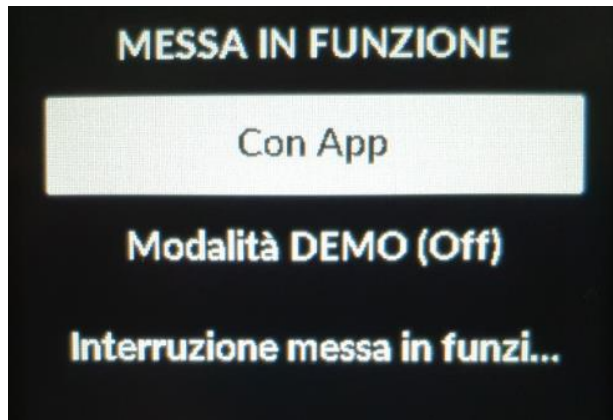 MESSA IN FUNZIONE
Con App
Modalità DEMO (Off)
Interruzione messa in funzi...